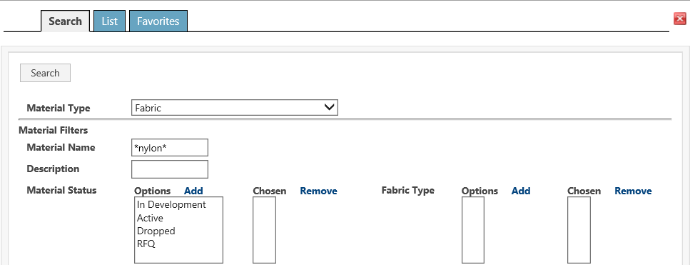 Search List Favorites
Search
Material Type Fabric
Material Filters
Material Name *nylon*
Description
Material Status Options Add Chosen Remove Fabric Type Options Add Chosen Remove
In Development
Active
Dropped
RFQ